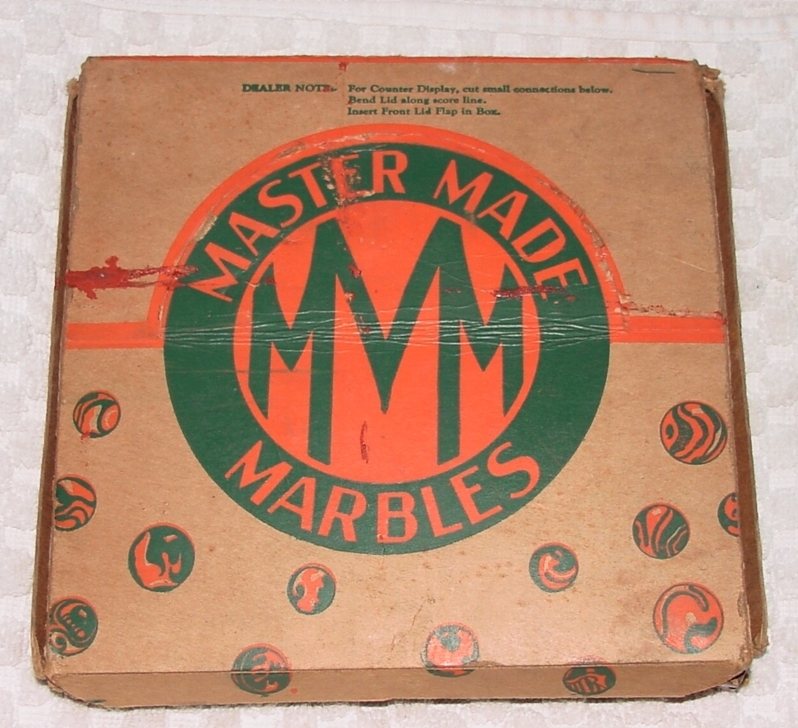 DEALER NOTE- For Counter Display, cut small connections below.
Bend Lid along score line.
Insert Front Lid Flap in Box.
MASTER MADE
MMM
MARBLES